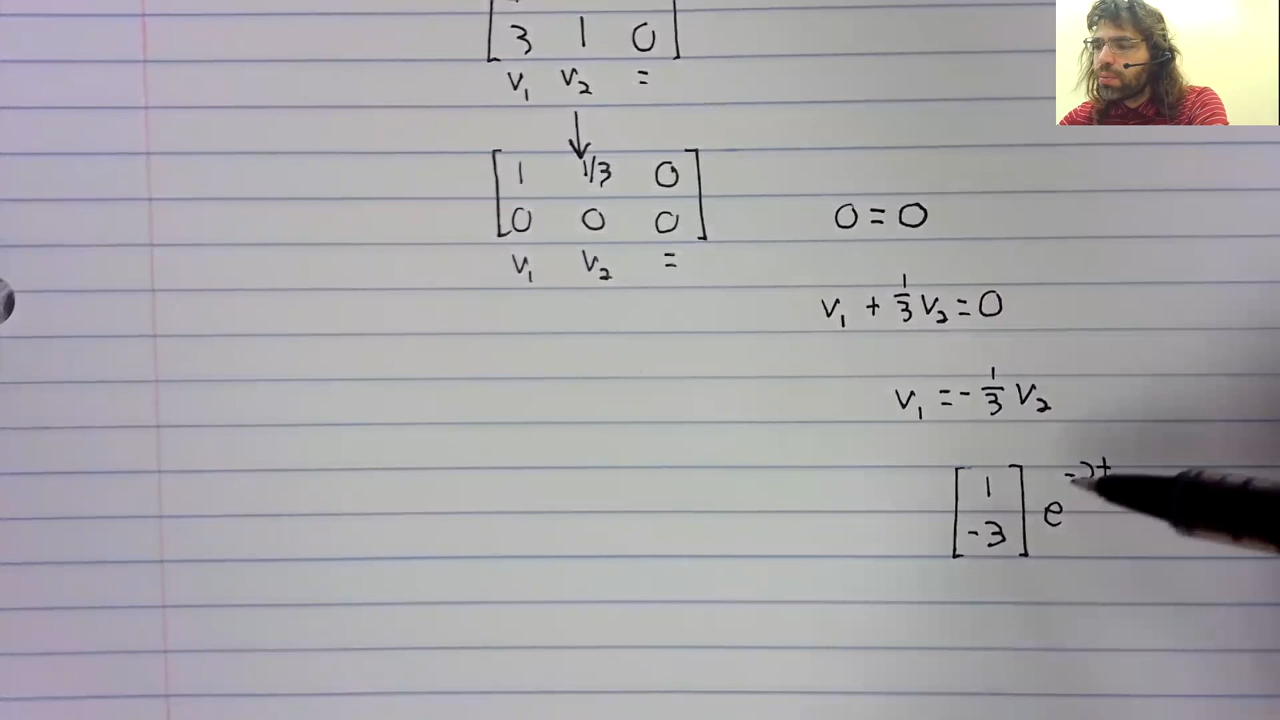 3 1 0
v₁ v₂ =
↓
1 1/3 0
0 0 0
v₁ v₂ =
0 = 0
v₁ + 1/3 v₂ = 0
v₁ = - 1/3 v₂
[1 -3] e^-2t